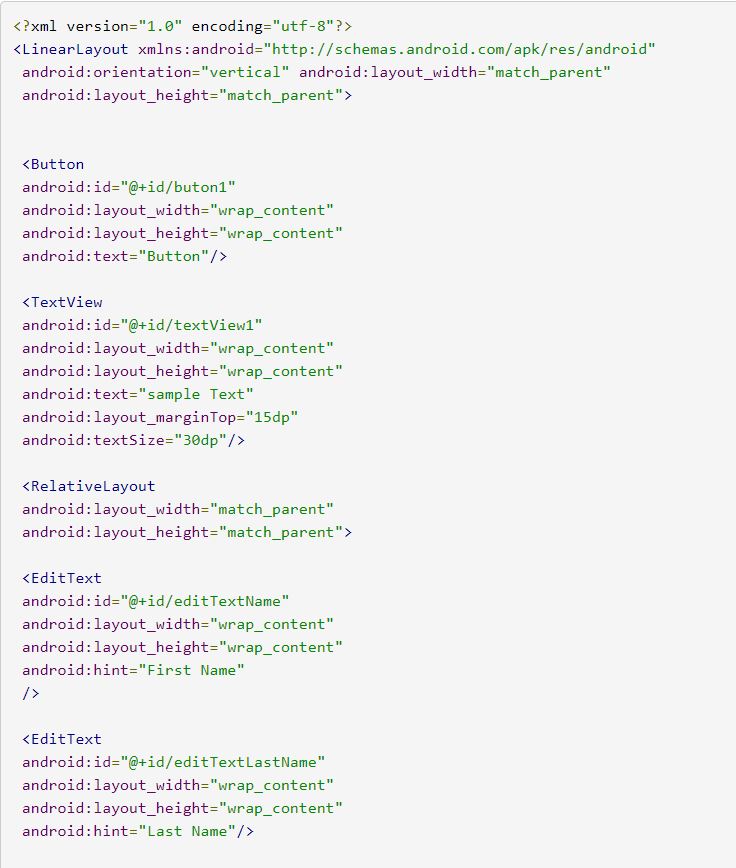 <?xml version="1.0" encoding="utf-8"?>
<LinearLayout xmlns:android="http://schemas.android.com/apk/res/android"
android:orientation="vertical" android:layout_width="match_parent"
android:layout_height="match_parent">
<Button
android:id="@+id/buton1"
android:layout_width="wrap_content"
android:layout_height="wrap_content"
android:text="Button"/>
<TextView
android:id="@+id/textView1"
android:layout_width="wrap_content"
android:layout_height="wrap_content"
android:text="sample Text"
android:layout_marginTop="15dp"
android:textSize="30dp"/>
<RelativeLayout
android:layout_width="match_parent"
android:layout_height="match_parent">
<EditText
android:id="@+id/editTextName"
android:layout_width="wrap_content"
android:layout_height="wrap_content"
android:hint="First Name"
/>
<EditText
android:id="@+id/editTextLastName"
android:layout_width="wrap_content"
android:layout_height="wrap_content"
android:hint="Last Name"/>